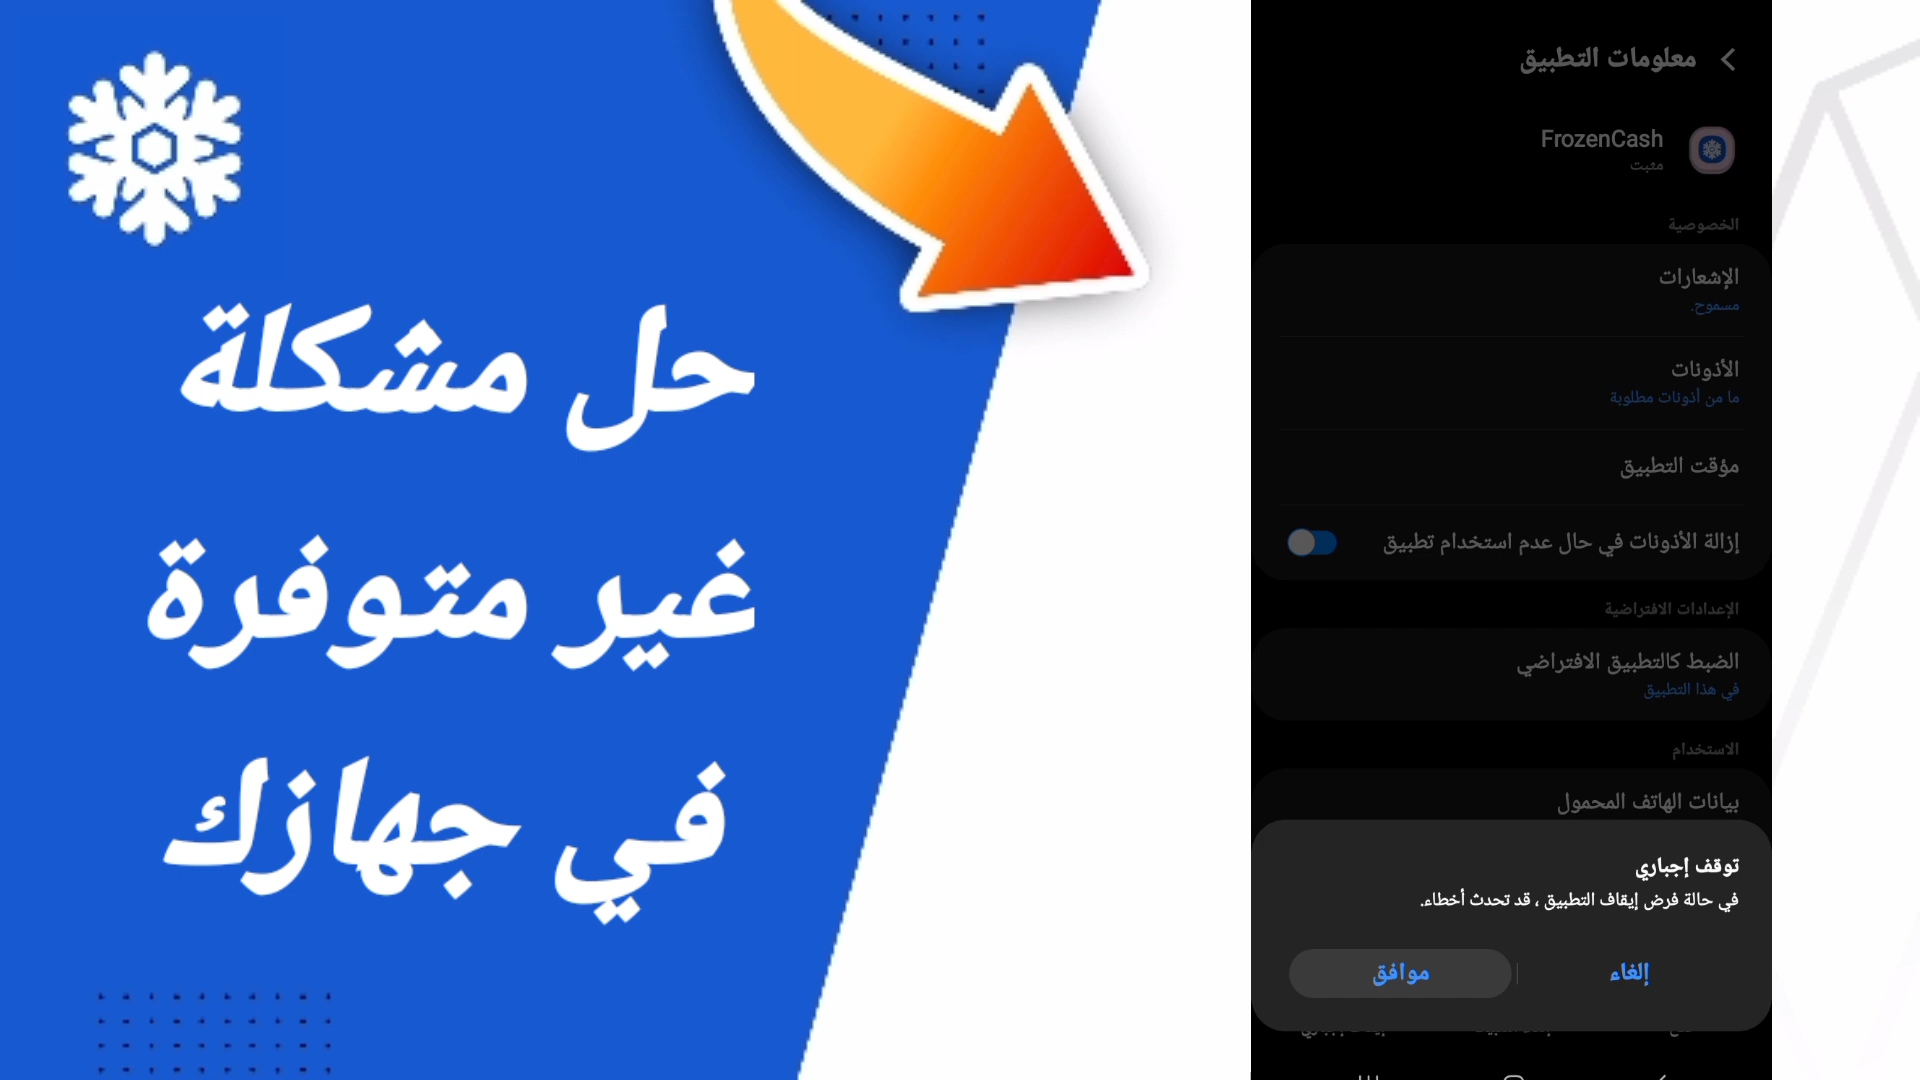 حل مشكلة
غير متوفرة
في جهازك
معلومات التطبيق
FrozenCash
مثبت
الخصوصية
الإشعارات
مسموح.
الأذونات
ما من أذونات مطلوبة
مؤقت التطبيق
إزالة الأذونات في حال عدم استخدام تطبيق
الإعدادات الافتراضية
الضبط كالتطبيق الافتراضي
في هذا التطبيق
الاستخدام
بيانات الهاتف المحمول
توقف إجباري
في حالة فرض إيقاف التطبيق ، قد تحدث أخطاء.
إلغاء
موافق